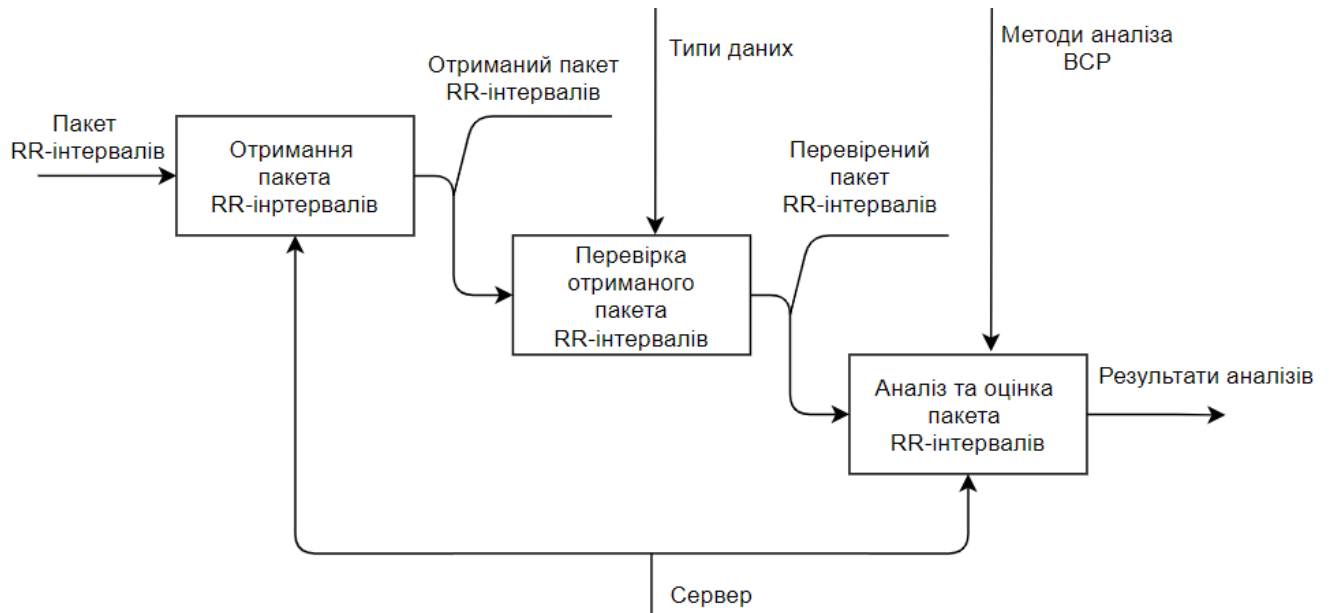 Пакет
RR-інтервалів
Отримання
пакета
RR-інртервалів
Отриманий пакет
RR-інтервалів
Типи даних
Перевірка
отриманого
пакета
RR-інтервалів
Перевірений
пакет
RR-інтервалів
Методи аналіза
ВСР
Аналіз та оцінка
пакета
RR-інтервалів
Результати аналізів
Сервер